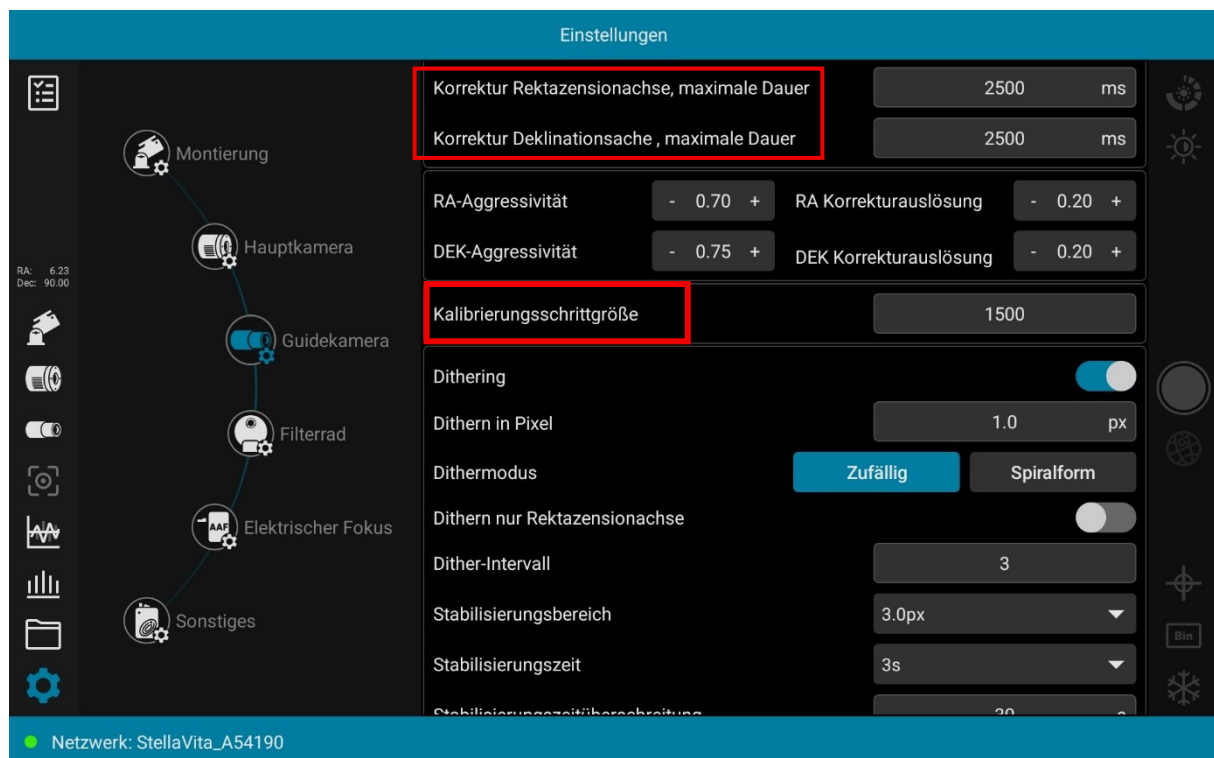 Einstellungen
Korrektur Rektazensionachse, maximale Dauer 2500 ms
Korrektur Deklinationsache , maximale Dauer 2500 ms
Montierung
RA-Aggressivität - 0.70 + RA Korrekturauslösung - 0.20 +
Hauptkamera
DEK-Aggressivität - 0.75 + DEK Korrekturauslösung - 0.20 +
RA: 6.23
Dec: 90.00
Kalibrierungsschrittgröße 1500
Guidekamera
Dithering
Dithern in Pixel 1.0 px
Filterrad
Dithermodus Zufällig Spiralform
Dithern nur Rektazensionachse
AAF Elektrischer Fokus
Dither-Intervall 3
Stabilisierungsbereich 3.0px
Sonstiges
Bin
Stabilisierungszeit 3s
Stabilisierungszeitüberschreitung 30 s
Netzwerk: StellaVita_A54190